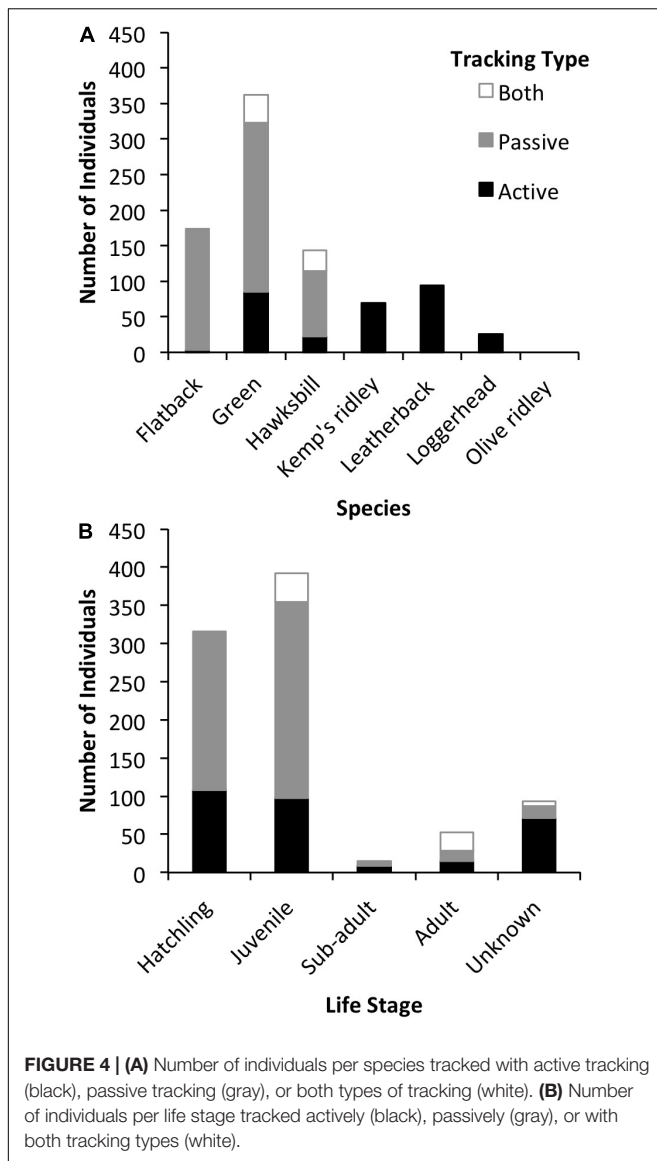 A
450
400
350
300
250
200
150
100
50
0
Number of Individuals
Tracking Type
Both
Passive
Active
Flatback
Green
Hawksbill
Kemp's ridley
Leatherback
Loggerhead
Olive ridley
Species
B
450
400
350
300
250
200
150
100
50
0
Number of Individuals
Hatchling
Juvenile
Sub-adult
Adult
Unknown
Life Stage
FIGURE 4 | (A) Number of individuals per species tracked with active tracking
(black), passive tracking (gray), or both types of tracking (white). (B) Number
of individuals per life stage tracked actively (black), passively (gray), or with
both tracking types (white).